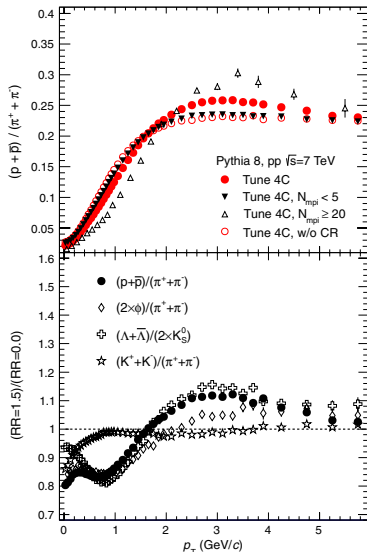 0.4
0.35
0.3
0.25
0.2
0.15
0.1
0.05
(p + p̅) / (π⁺ + π⁻)
Pythia 8, pp √s=7 TeV
Tune 4C
Tune 4C, N_mpi < 5
Tune 4C, N_mpi ≥ 20
Tune 4C, w/o CR
1.6
1.5
1.4
1.3
1.2
1.1
1
0.9
0.8
0.7
(RR=1.5)/(RR=0.0)
(p+p̅)/(π⁺+π⁻)
(2×ϕ)/(π⁺+π⁻)
(Λ+Λ̅)/(2×K⁰_S)
(K⁺+K⁻)/(π⁺+π⁻)
0 1 2 3 4 5
p_T (GeV/c)